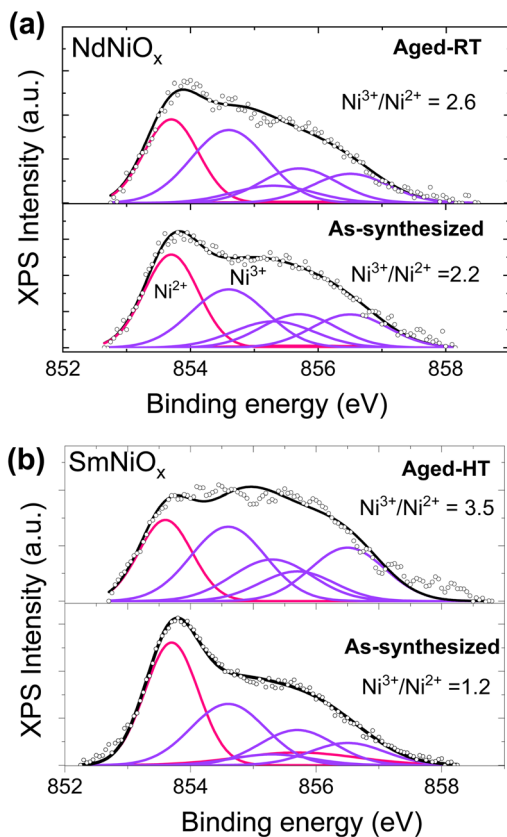 (a)
NdNiOₓ
Aged-RT
Ni³⁺/Ni²⁺ = 2.6
As-synthesized
Ni³⁺/Ni²⁺ =2.2
Ni²⁺
Ni³⁺
XPS Intensity (a.u.)
852 854 856 858
Binding energy (eV)
(b)
SmNiOₓ
Aged-HT
Ni³⁺/Ni²⁺ = 3.5
As-synthesized
Ni³⁺/Ni²⁺ =1.2
XPS Intensity (a.u.)
852 854 856 858
Binding energy (eV)